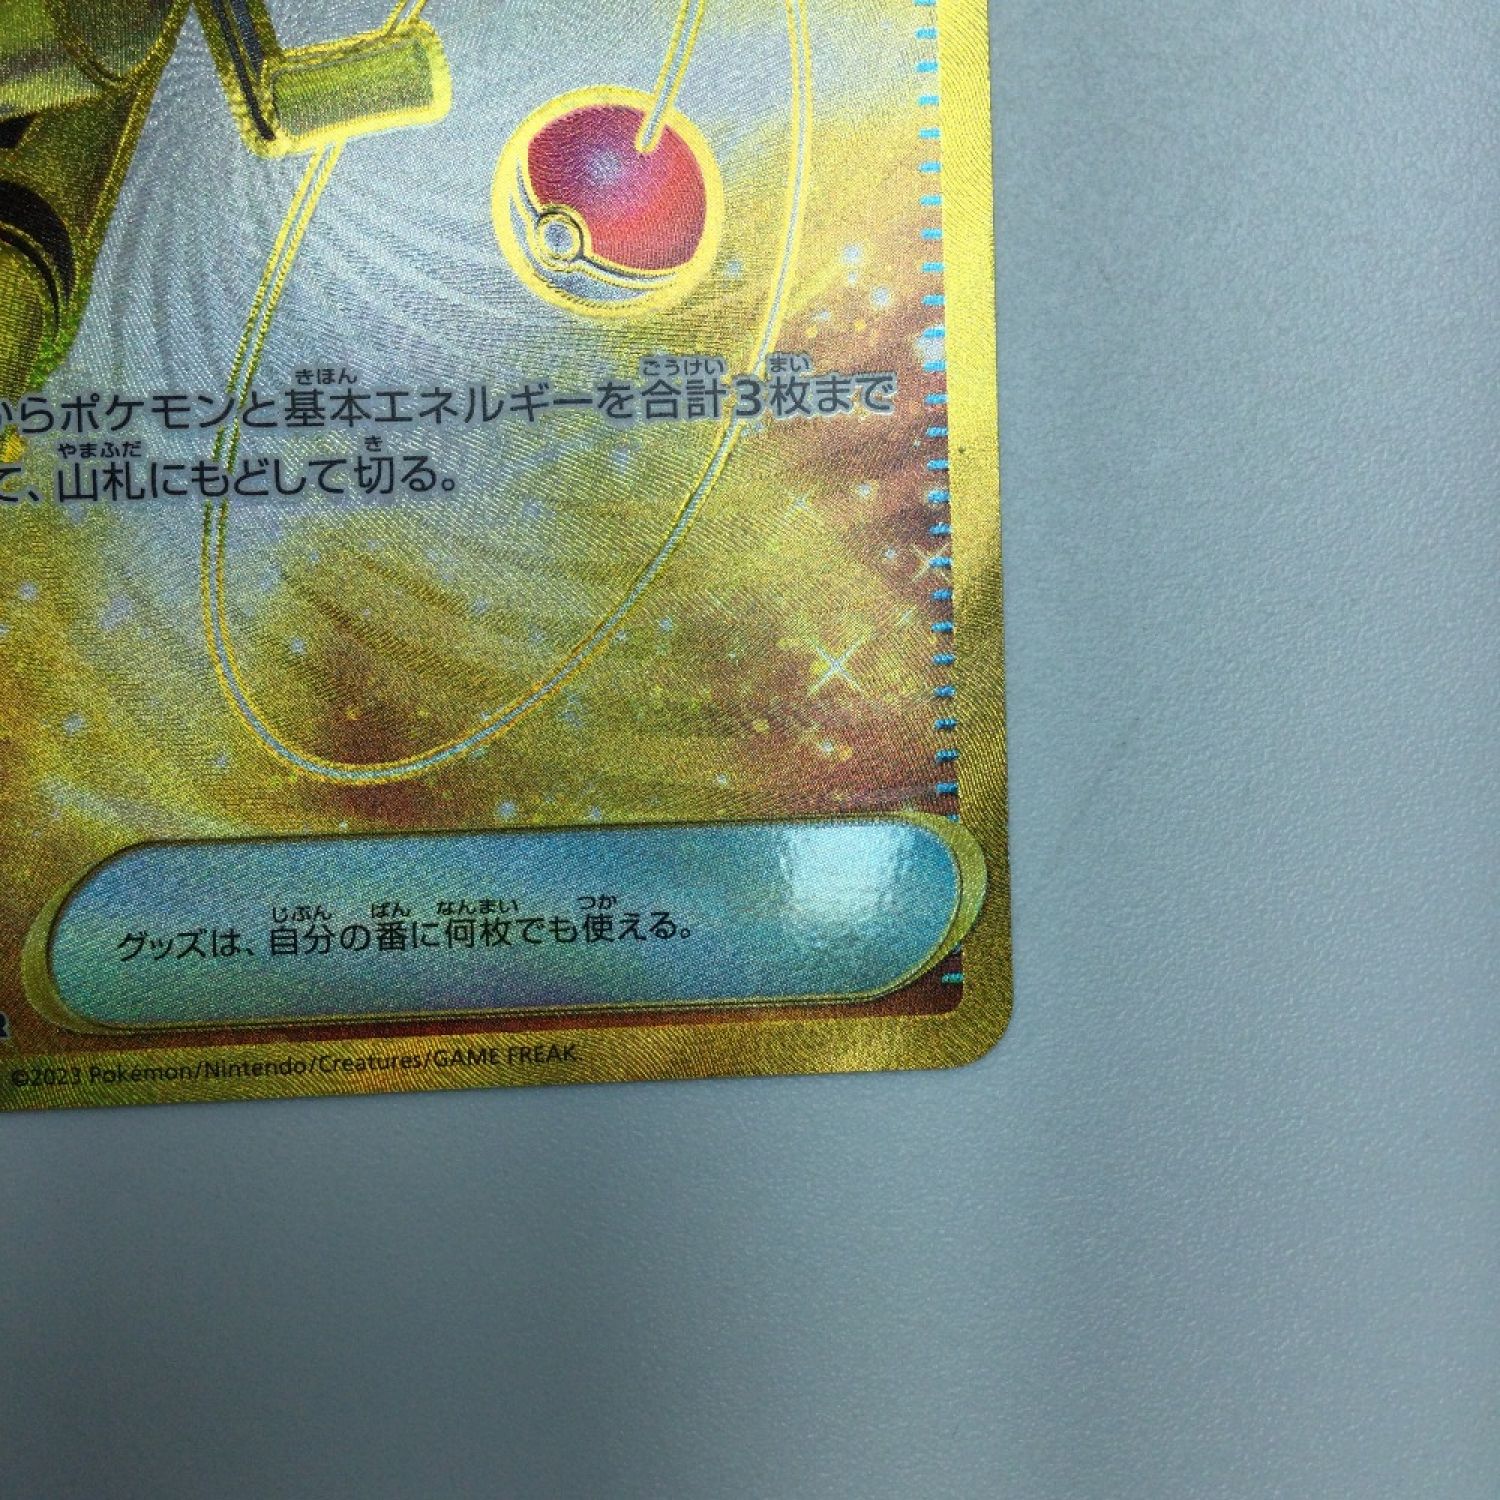 からポケモンと基本エネルギーを合計3枚まで
て、山札にもどして切る。
グッズは、自分の番に何枚でも使える。
R
©2023 Pokémon/Nintendo/Creatures/GAME FREAK